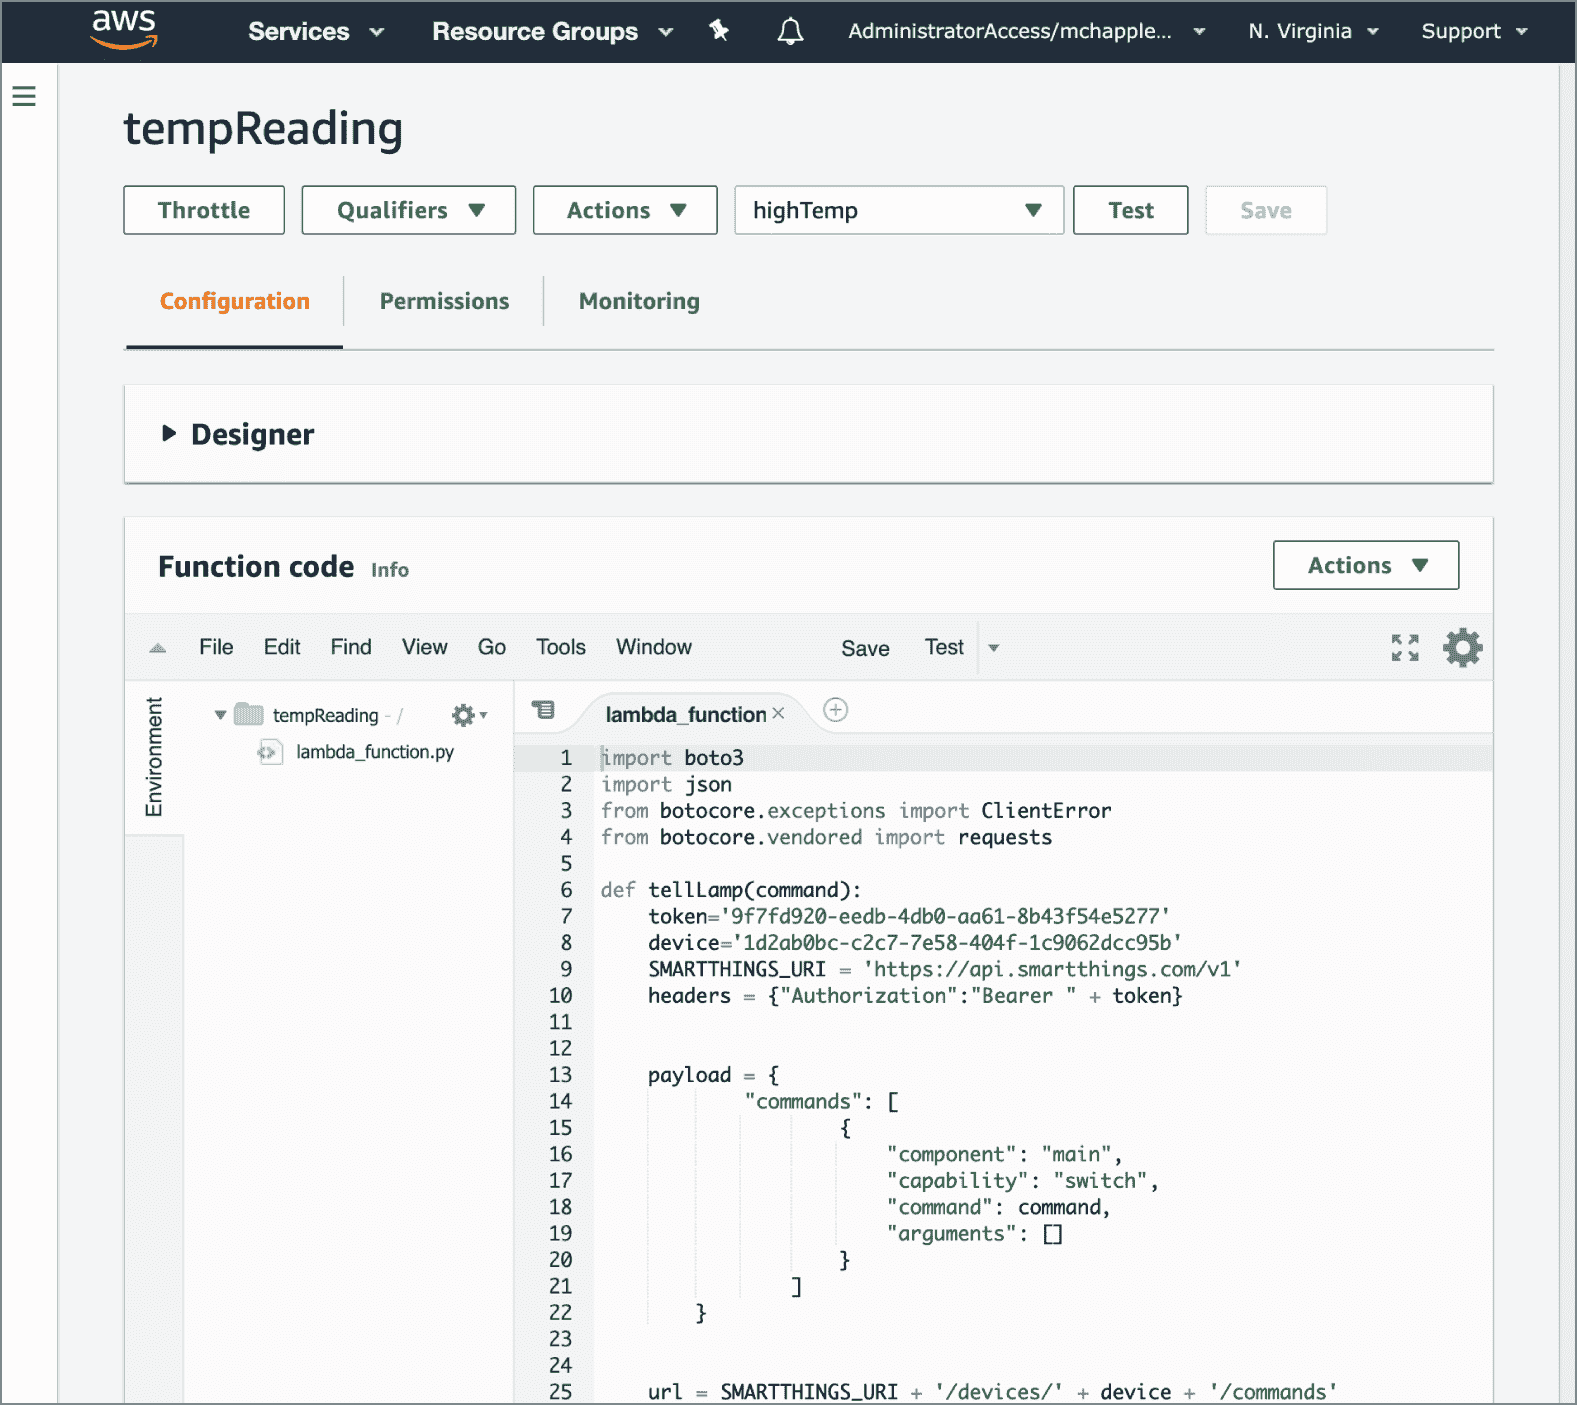 aws Services Resource Groups AdministratorAccess/mchapple... N. Virginia Support
tempReading
Throttle Qualifiers Actions highTemp Test Save
Configuration Permissions Monitoring
Designer
Function code Info Actions
File Edit Find View Go Tools Window Save Test
Environment
tempReading - /
lambda_function.py
lambda_function ×
1 import boto3
2 import json
3 from botocore.exceptions import ClientError
4 from botocore.vendored import requests
5
6 def tellLamp(command):
7 token='9f7fd920-eedb-4db0-aa61-8b43f54e5277'
8 device='1d2ab0bc-c2c7-7e58-404f-1c9062dcc95b'
9 SMARTTHINGS_URI = 'https://api.smartthings.com/v1'
10 headers = {"Authorization":"Bearer " + token}
11
12
13 payload = {
14 "commands": [
15 {
16 "component": "main",
17 "capability": "switch",
18 "command": command,
19 "arguments": []
20 }
21 ]
22 }
23
24
25 url = SMARTTHINGS_URI + '/devices/' + device + '/commands'